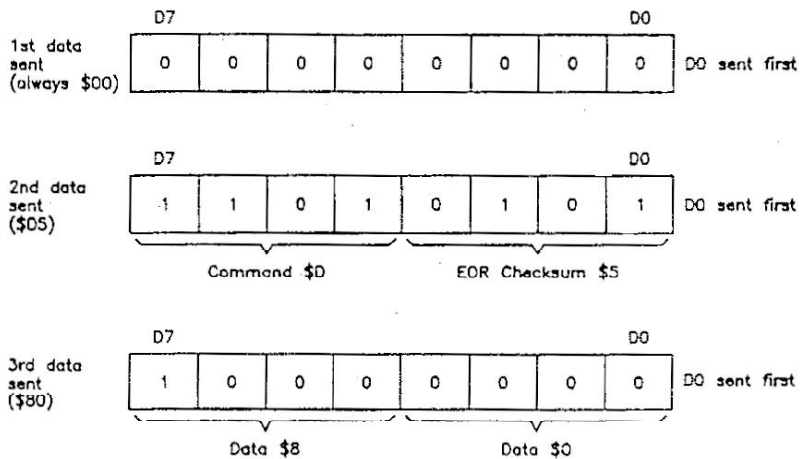 D7 D0
1st data
sent
(always $00)
0 0 0 0 0 0 0 0
D0 sent first
D7 D0
2nd data
sent
($D5)
1 1 0 1 0 1 0 1
D0 sent first
Command $D EOR Checksum $5
D7 D0
3rd data
sent
($80)
1 0 0 0 0 0 0 0
D0 sent first
Data $8 Data $0